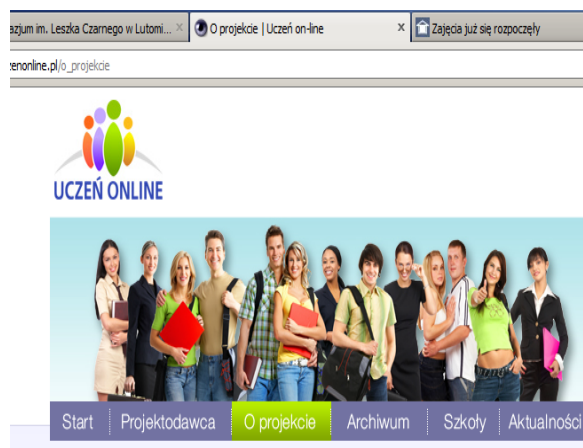 azjum im. Leszka Czarnego w Lutomi... × O projekcie | Uczeń on-line × Zajęcia już się rozpoczęły
zenonline.pl/o_projekcie
UCZEŃ ONLINE
Start Projektodawca O projekcie Archiwum Szkoły Aktualności